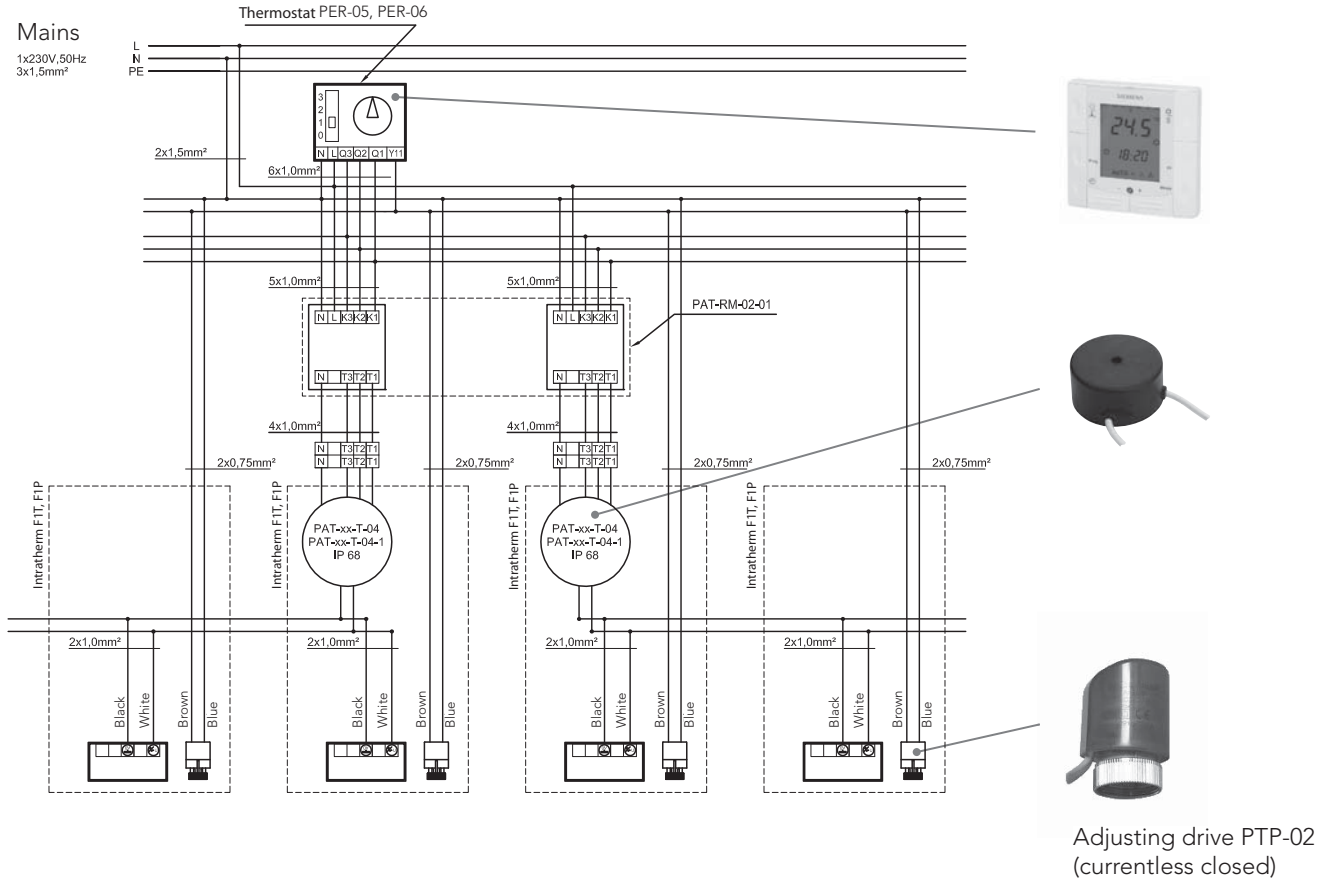 Thermostat PER-05, PER-06
Mains
1x230V,50Hz
3x1,5mm²
L
N
PE
3
2
1
0
N L Q3 Q2 Q1 Y11
SIEMENS
24.5
18:20
2x1,5mm²
6x1,0mm²
5x1,0mm²
5x1,0mm²
PAT-RM-02-01
N L K3 K2 K1
N L K3 K2 K1
N T3 T2 T1
N T3 T2 T1
4x1,0mm²
4x1,0mm²
N T3 T2 T1
N T3 T2 T1
N T3 T2 T1
N T3 T2 T1
2x0,75mm²
2x0,75mm²
2x0,75mm²
2x0,75mm²
Intratherm F1T, F1P
Intratherm F1T, F1P
Intratherm F1T, F1P
Intratherm F1T, F1P
PAT-xx-T-04
PAT-xx-T-04-1
IP 68
PAT-xx-T-04
PAT-xx-T-04-1
IP 68
2x1,0mm²
2x1,0mm²
2x1,0mm²
2x1,0mm²
Black
White
Brown
Blue
Black
White
Brown
Blue
Black
White
Brown
Blue
Black
White
Brown
Blue
Adjusting drive PTP-02
(currentless closed)